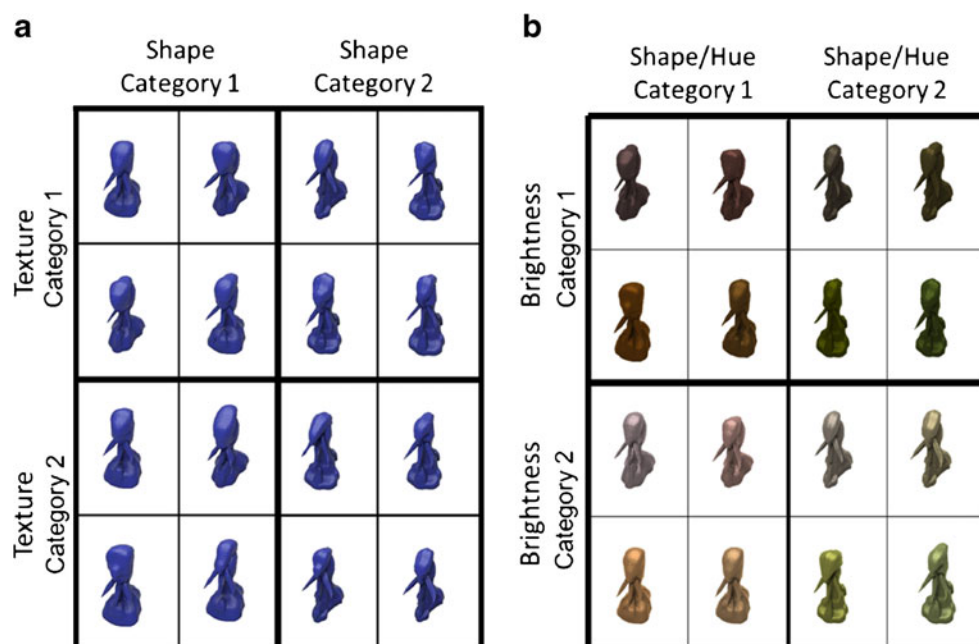 a
Shape
Category 1
Shape
Category 2
Texture
Category 1
Texture
Category 2
b
Shape/Hue
Category 1
Shape/Hue
Category 2
Brightness
Category 1
Brightness
Category 2